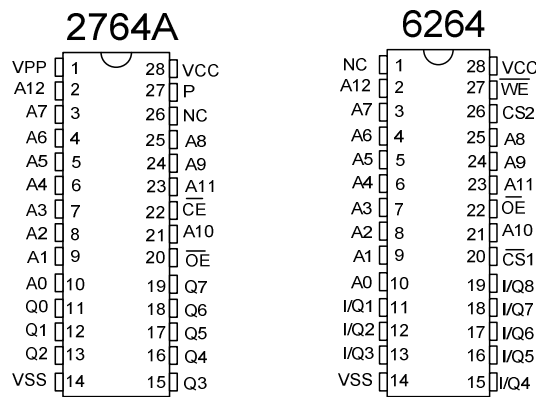 2764A
VPP 1 28 VCC
A12 2 27 P
A7 3 26 NC
A6 4 25 A8
A5 5 24 A9
A4 6 23 A11
A3 7 22 CE
A2 8 21 A10
A1 9 20 OE
A0 10 19 Q7
Q0 11 18 Q6
Q1 12 17 Q5
Q2 13 16 Q4
VSS 14 15 Q3
6264
NC 1 28 VCC
A12 2 27 WE
A7 3 26 CS2
A6 4 25 A8
A5 5 24 A9
A4 6 23 A11
A3 7 22 OE
A2 8 21 A10
A1 9 20 CS1
A0 10 19 I/Q8
I/Q1 11 18 I/Q7
I/Q2 12 17 I/Q6
I/Q3 13 16 I/Q5
VSS 14 15 I/Q4